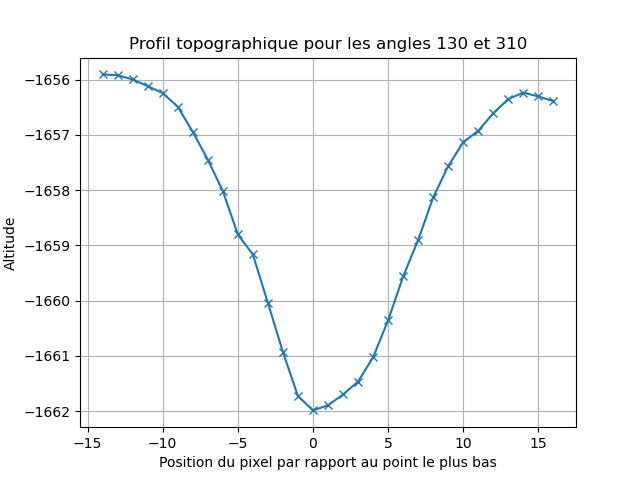 Profil topographique pour les angles 130 et 310
−1656
−1657
−1658
−1659
−1660
−1661
−1662
Altitude
−15 −10 −5 0 5 10 15
Position du pixel par rapport au point le plus bas